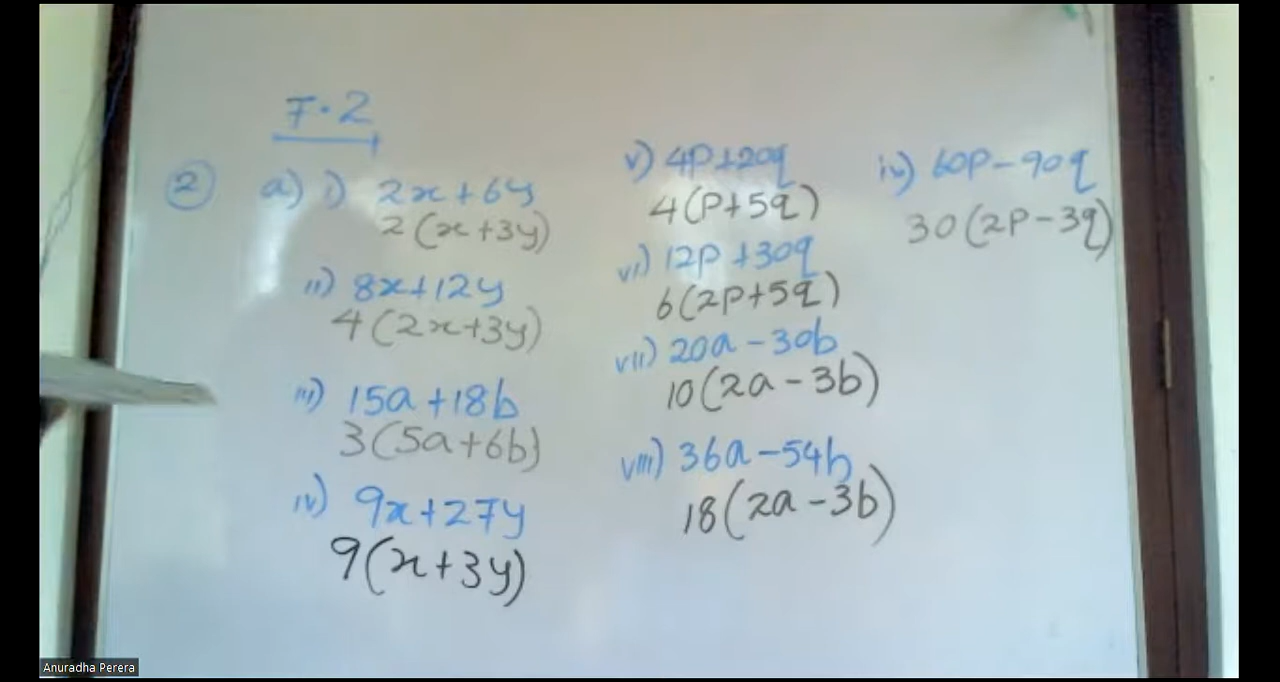 7.2
2 a) i) 2x + 6y
2(x+3y)
ii) 8x+12y
4(2x+3y)
iii) 15a+18b
3(5a+6b)
iv) 9x+27y
9(x+3y)
v) 4p+20q
4(p+5q)
vi) 12p+30q
6(2p+5q)
vii) 20a-30b
10(2a-3b)
viii) 36a-54b
18(2a-3b)
iv) 60p-90q
30(2p-3q)
Anuradha Perera